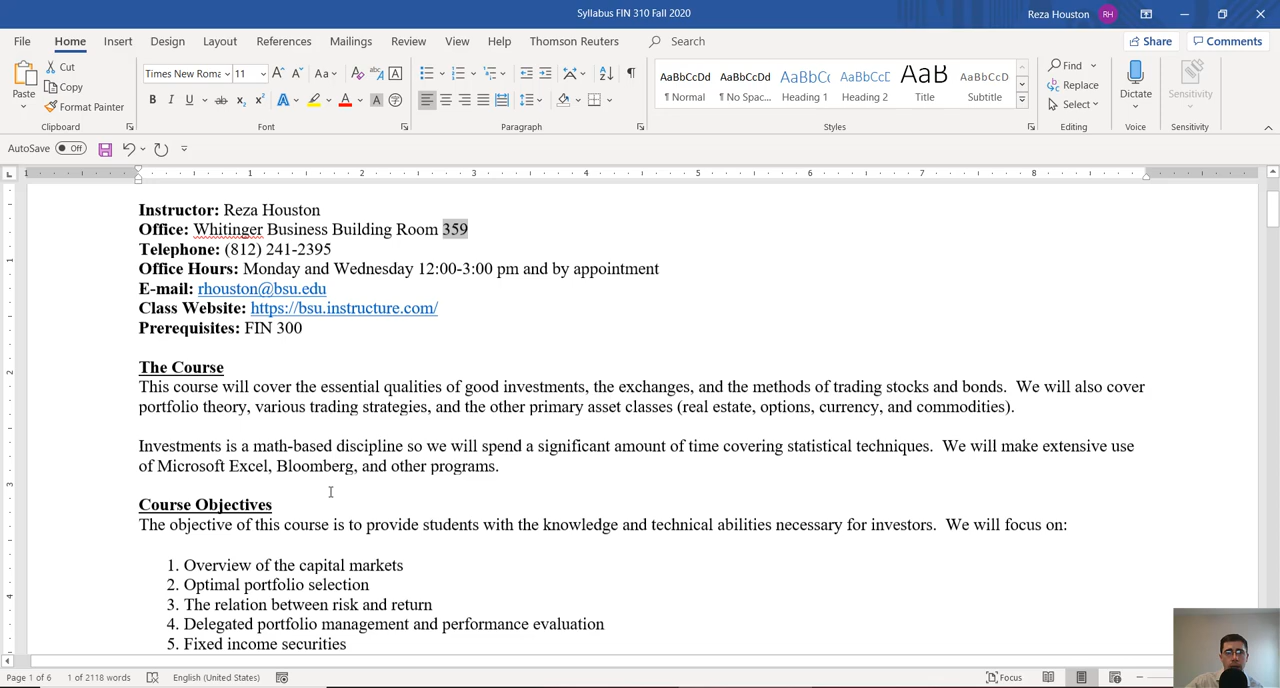 Syllabus FIN 310 Fall 2020
Reza Houston RH
File Home Insert Design Layout References Mailings Review View Help Thomson Reuters Search Share Comments
Paste Cut Copy Format Painter
Times New Roma 11
AaBbCcDd AaBbCcDd AaBbCc AaBbCcD AaB AaBbCcD
¶ Normal ¶ No Spac... Heading 1 Heading 2 Title Subtitle
Find Replace Select
Dictate Sensitivity
Clipboard Font Paragraph Styles Editing Voice Sensitivity
AutoSave Off
1 1 2 3 4 5 6 7 8
Instructor: Reza Houston
Office: Whitinger Business Building Room 359
Telephone: (812) 241-2395
Office Hours: Monday and Wednesday 12:00-3:00 pm and by appointment
E-mail: rhouston@bsu.edu
Class Website: https://bsu.instructure.com/
Prerequisites: FIN 300
The Course
This course will cover the essential qualities of good investments, the exchanges, and the methods of trading stocks and bonds. We will also cover
portfolio theory, various trading strategies, and the other primary asset classes (real estate, options, currency, and commodities).
Investments is a math-based discipline so we will spend a significant amount of time covering statistical techniques. We will make extensive use
of Microsoft Excel, Bloomberg, and other programs.
Course Objectives
The objective of this course is to provide students with the knowledge and technical abilities necessary for investors. We will focus on:
1. Overview of the capital markets
2. Optimal portfolio selection
3. The relation between risk and return
4. Delegated portfolio management and performance evaluation
5. Fixed income securities
Page 1 of 6 1 of 2118 words English (United States) Focus